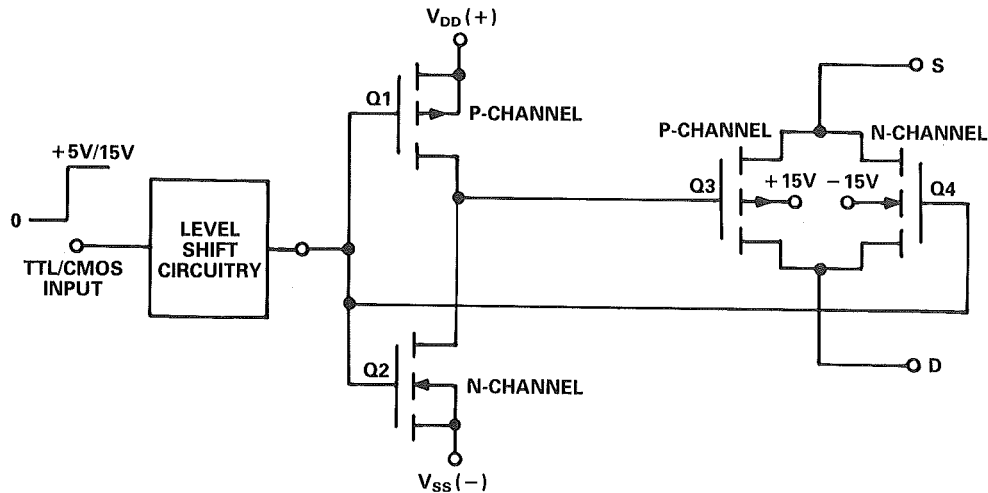 V_DD (+)
Q1
P-CHANNEL
+5V/15V
0
LEVEL
SHIFT
CIRCUITRY
TTL/CMOS
INPUT
Q2
N-CHANNEL
V_SS (−)
S
P-CHANNEL
N-CHANNEL
Q3
+15V
−15V
Q4
D